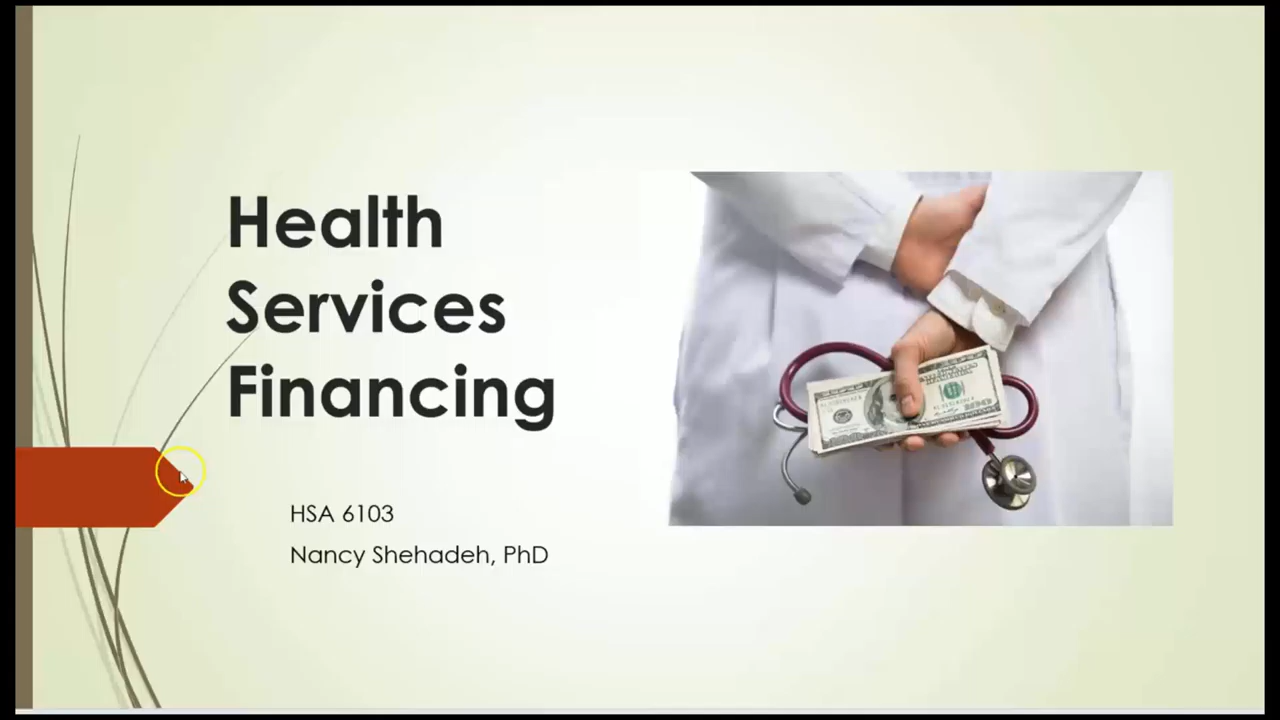 Health
Services
Financing
HSA 6103
Nancy Shehadeh, PhD